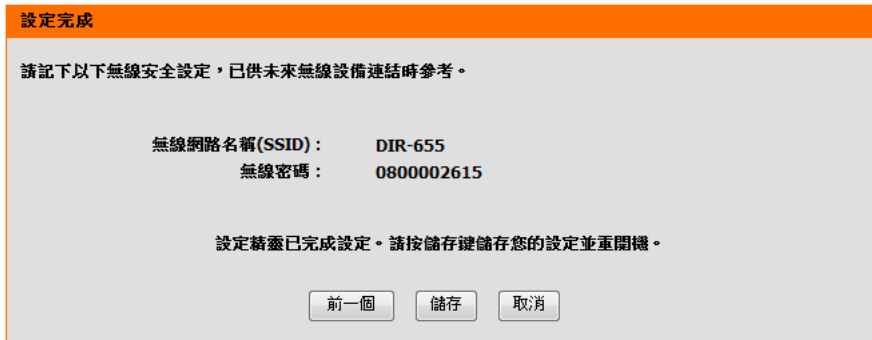 設定完成
請記下以下無線安全設定，已供未來無線設備連結時參考。
無線網路名稱(SSID)： DIR-655
無線密碼： 0800002615
設定精靈已完成設定。請按儲存鍵儲存您的設定並重開機。
前一個 儲存 取消